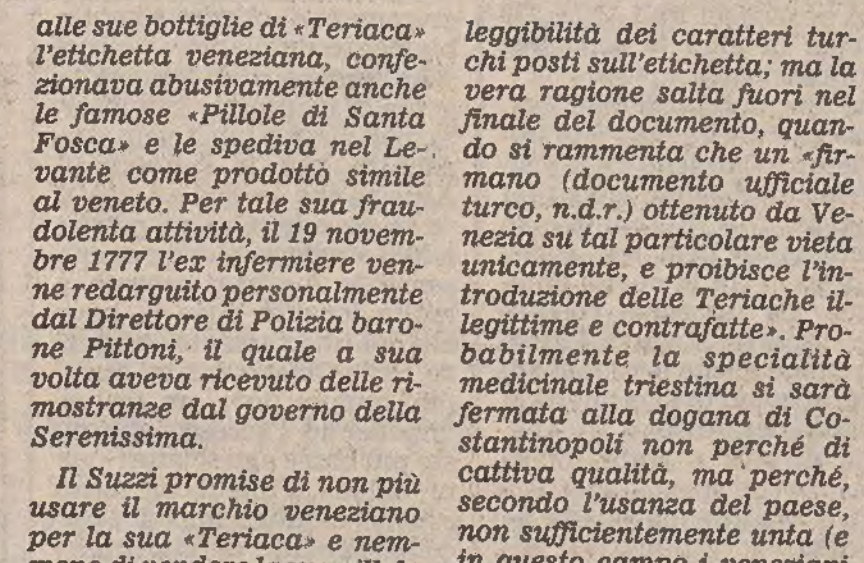 alle sue bottiglie di «Teriaca»
l'etichetta veneziana, confe-
zionava abusivamente anche
le famose «Pillole di Santa
Fosca» e le spediva nel Le-
vante come prodotto simile
al veneto. Per tale sua frau-
dolenta attività, il 19 novem-
bre 1777 l'ex infermiere ven-
ne redarguito personalmente
dal Direttore di Polizia baro-
ne Pittoni, il quale a sua
volta aveva ricevuto delle ri-
mostranze dal governo della
Serenissima.
Il Suzzi promise di non più
usare il marchio veneziano
per la sua «Teriaca» e nem-
leggibilità dei caratteri tur-
chi posti sull'etichetta; ma la
vera ragione salta fuori nel
finale del documento, quan-
do si rammenta che un «fir-
mano (documento ufficiale
turco, n.d.r.) ottenuto da Ve-
nezia su tal particolare vieta
unicamente, e proibisce l'in-
troduzione delle Teriache il-
legittime e contrafatte». Pro-
babilmente la specialità
medicinale triestina si sarà
fermata alla dogana di Co-
stantinopoli non perché di
cattiva qualità, ma perché,
secondo l'usanza del paese,
non sufficientemente unta (e
in questo campo i veneziani